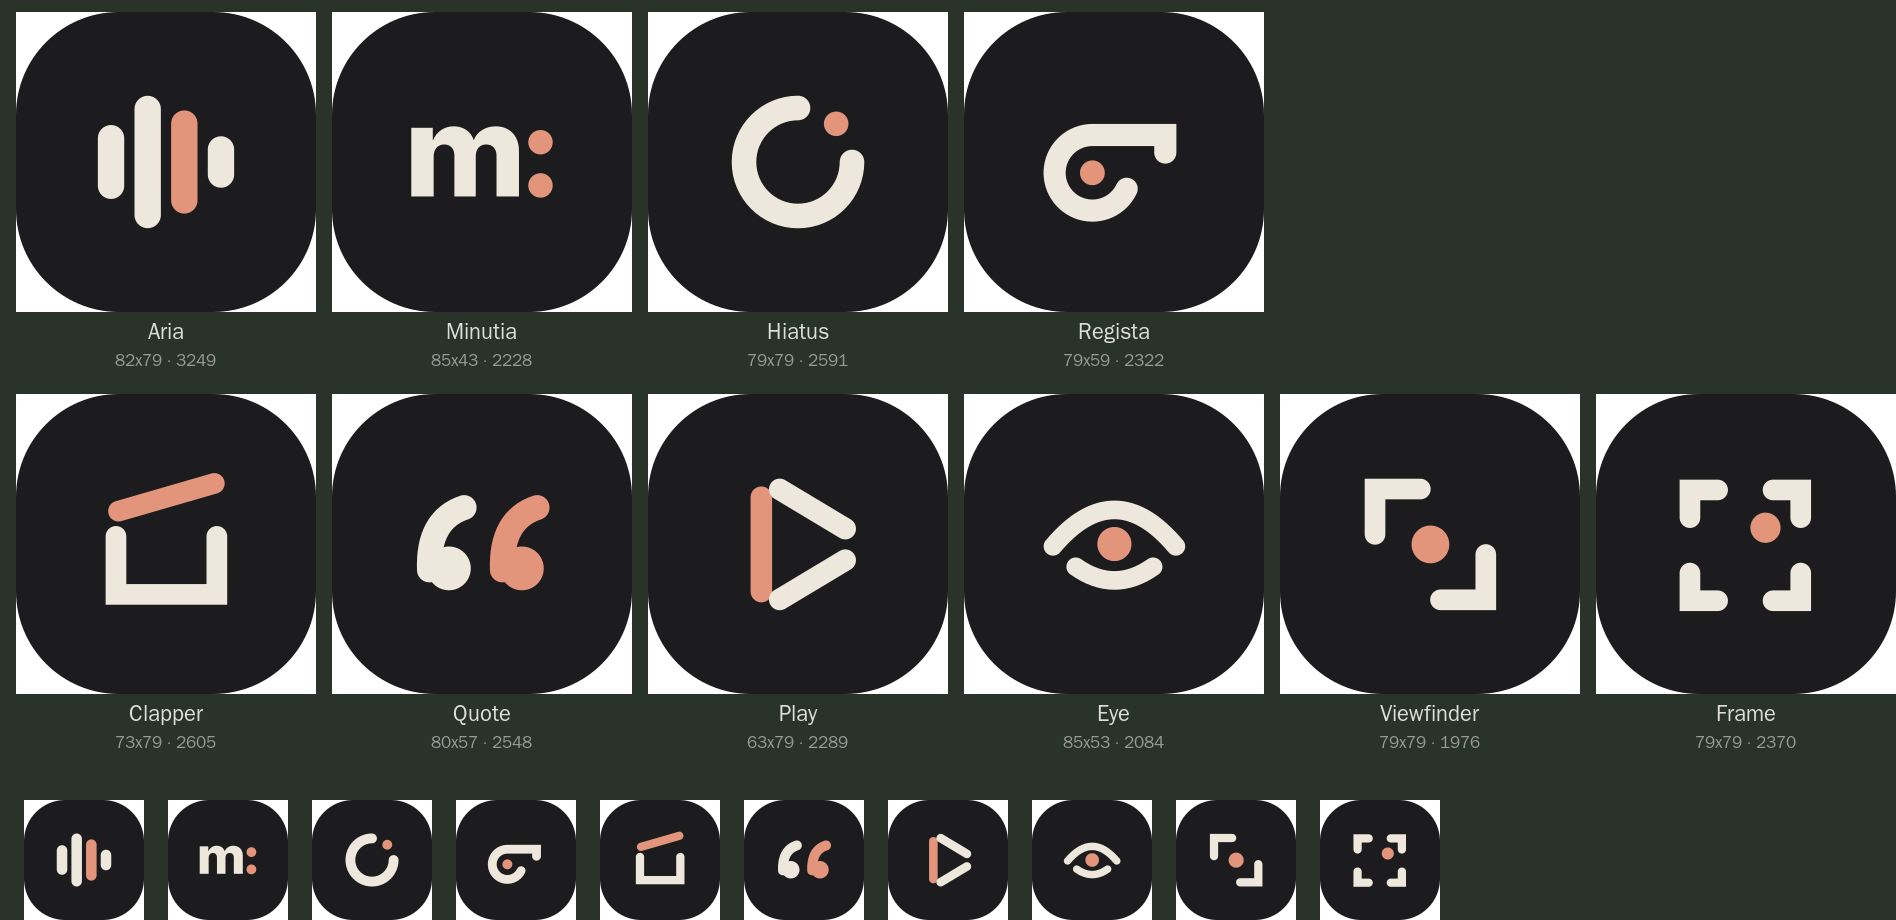 m:
Aria
82x79 · 3249
Minutia
85x43 · 2228
Hiatus
79x79 · 2591
Regista
79x59 · 2322
Clapper
73x79 · 2605
Quote
80x57 · 2548
Play
63x79 · 2289
Eye
85x53 · 2084
Viewfinder
79x79 · 1976
Frame
79x79 · 2370
m: